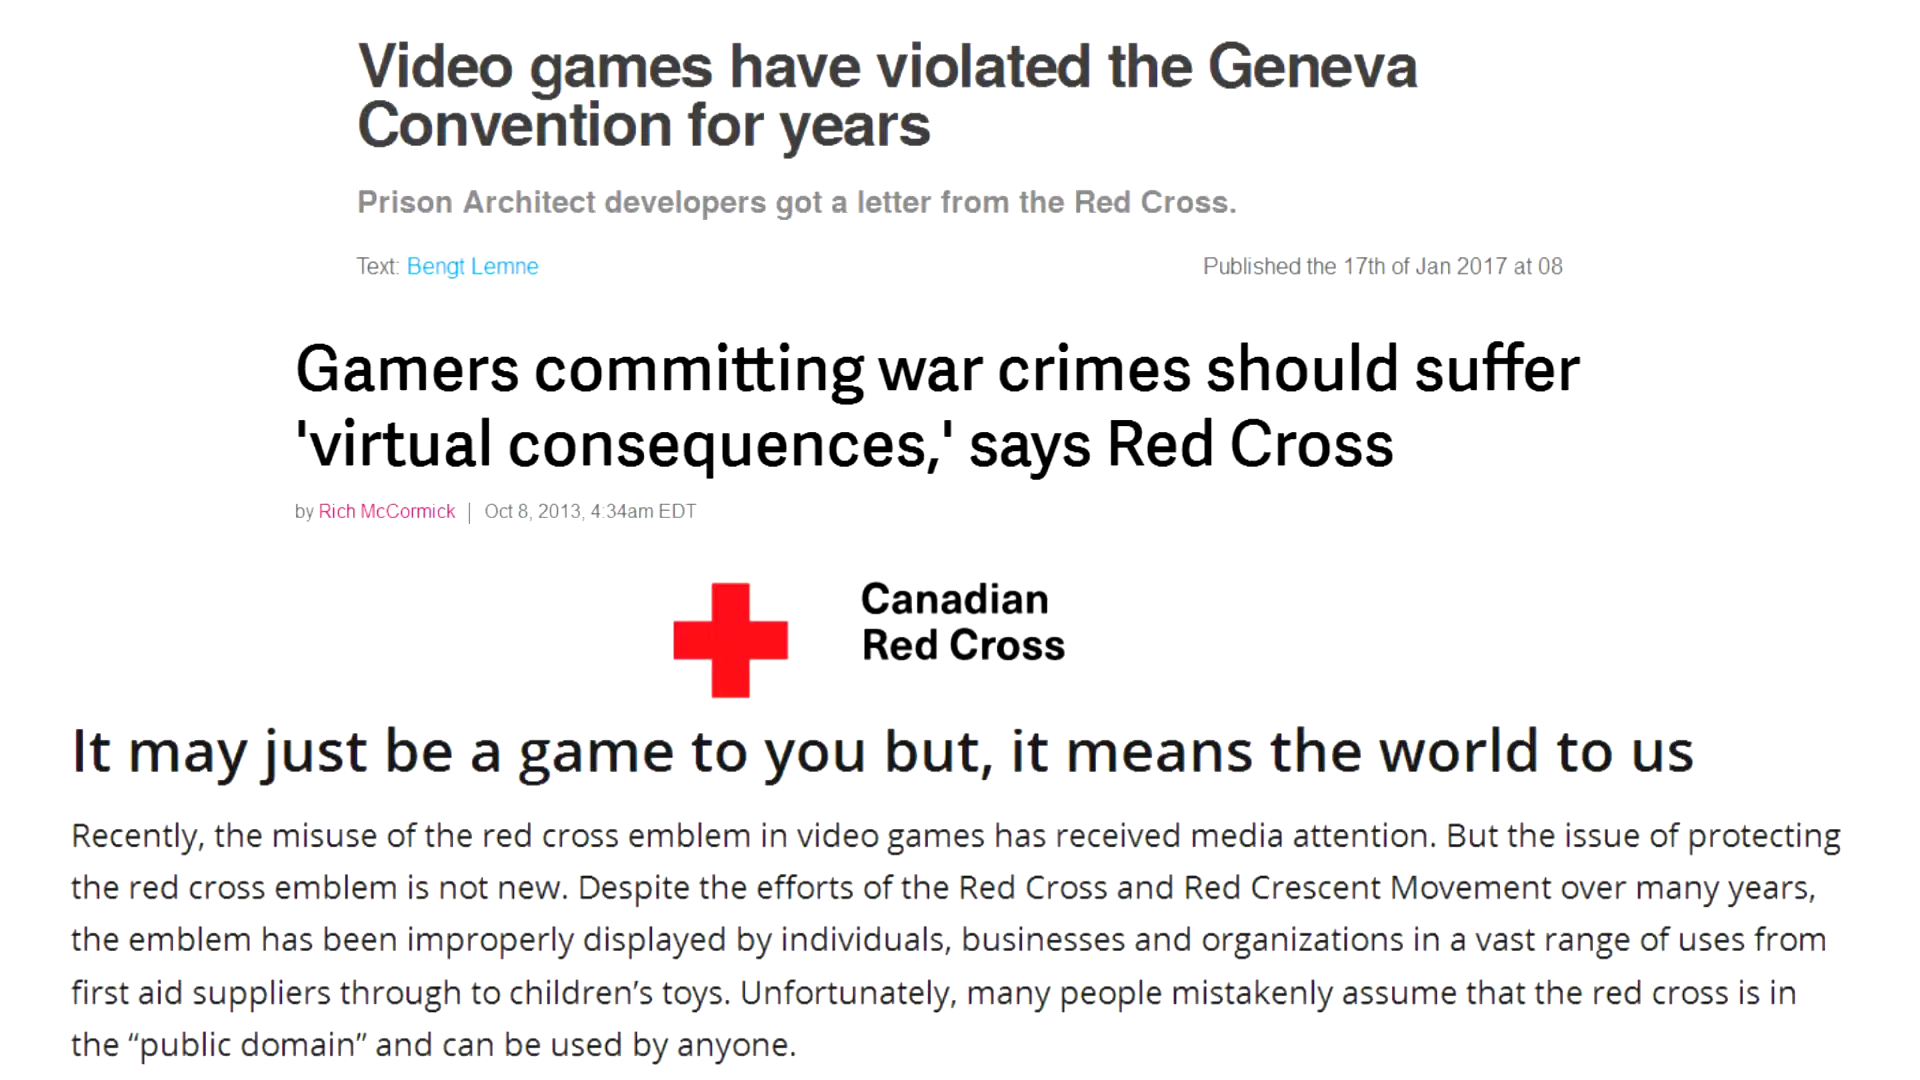 Video games have violated the Geneva
Convention for years
Prison Architect developers got a letter from the Red Cross.
Text: Bengt Lemne
Published the 17th of Jan 2017 at 08
Gamers committing war crimes should suffer
'virtual consequences,' says Red Cross
by Rich McCormick | Oct 8, 2013, 4:34am EDT
Canadian
Red Cross
It may just be a game to you but, it means the world to us
Recently, the misuse of the red cross emblem in video games has received media attention. But the issue of protecting
the red cross emblem is not new. Despite the efforts of the Red Cross and Red Crescent Movement over many years,
the emblem has been improperly displayed by individuals, businesses and organizations in a vast range of uses from
first aid suppliers through to children’s toys. Unfortunately, many people mistakenly assume that the red cross is in
the “public domain” and can be used by anyone.